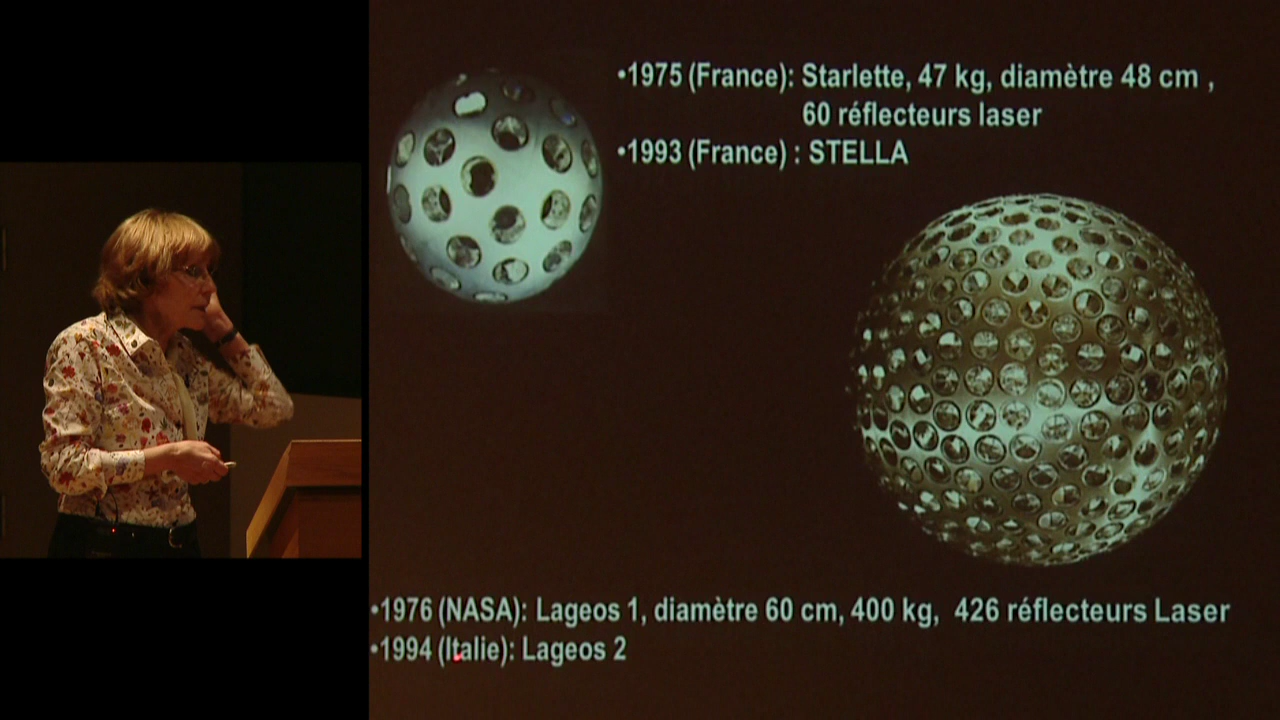 •1975 (France): Starlette, 47 kg, diamètre 48 cm ,
60 réflecteurs laser
•1993 (France) : STELLA
•1976 (NASA): Lageos 1, diamètre 60 cm, 400 kg, 426 réflecteurs Laser
•1994 (Italie): Lageos 2